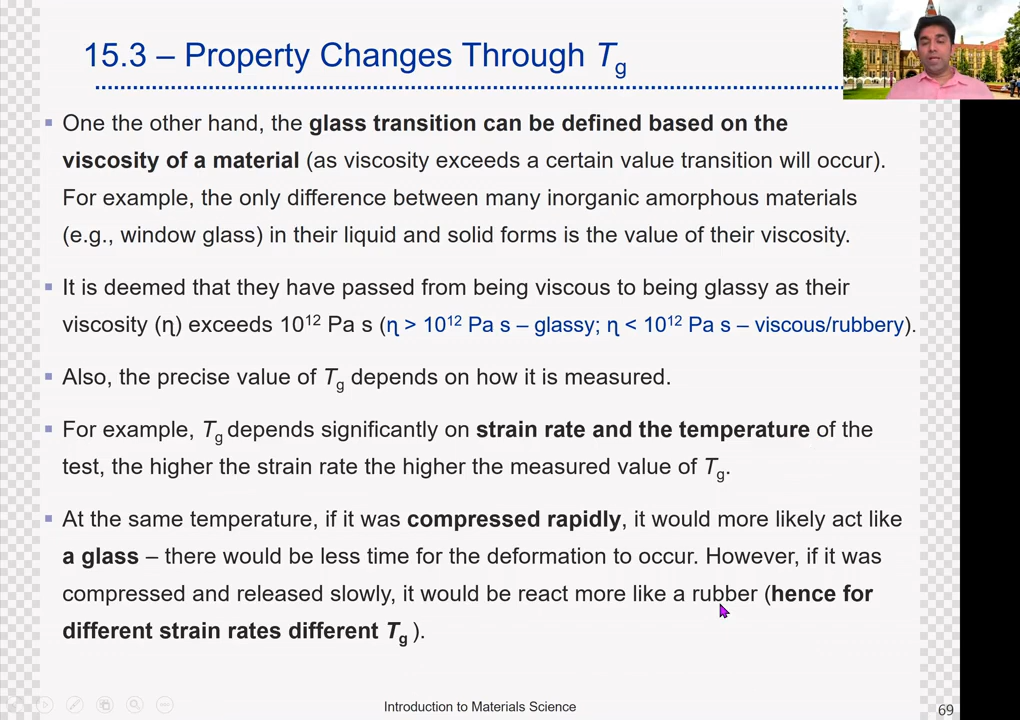 15.3 – Property Changes Through Tg
One the other hand, the glass transition can be defined based on the
viscosity of a material (as viscosity exceeds a certain value transition will occur).
For example, the only difference between many inorganic amorphous materials
(e.g., window glass) in their liquid and solid forms is the value of their viscosity.
It is deemed that they have passed from being viscous to being glassy as their
viscosity (ɳ) exceeds 10¹² Pa s (ɳ > 10¹² Pa s – glassy; ɳ < 10¹² Pa s – viscous/rubbery).
Also, the precise value of Tg depends on how it is measured.
For example, Tg depends significantly on strain rate and the temperature of the
test, the higher the strain rate the higher the measured value of Tg.
At the same temperature, if it was compressed rapidly, it would more likely act like
a glass – there would be less time for the deformation to occur. However, if it was
compressed and released slowly, it would be react more like a rubber (hence for
different strain rates different Tg ).
Introduction to Materials Science
69